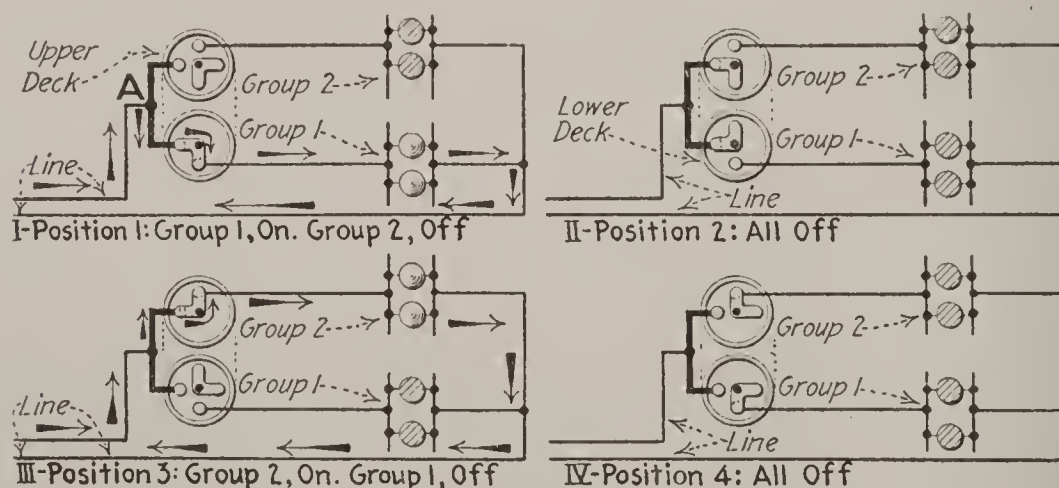 Upper
Deck
A
Group 2
Group 1
Line
I-Position 1: Group 1, On. Group 2, Off
Group 2
Lower
Deck
Group 1
Line
II-Position 2: All Off
Group 2
Group 1
Line
III-Position 3: Group 2, On. Group 1, Off
Group 2
Group 1
Line
IV-Position 4: All Off